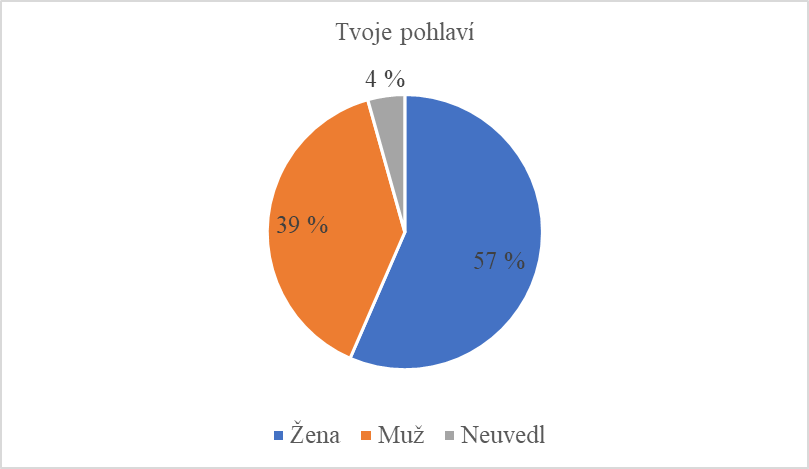 Tvoje pohlaví
4 %
39 %
57 %
Žena Muž Neuvedl